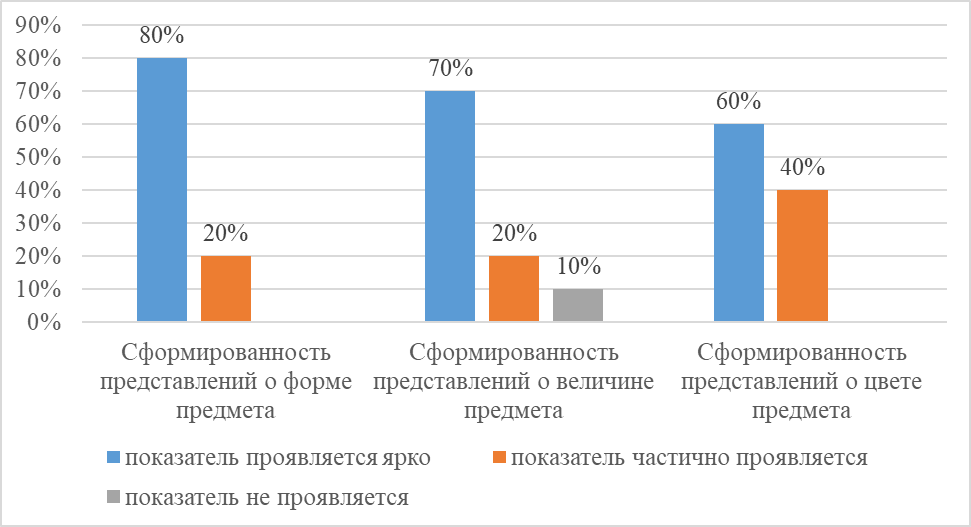 90%
80%
70%
60%
50%
40%
30%
20%
10%
0%
80%
20%
70%
20%
10%
60%
40%
Сформированность
представлений о форме
предмета
Сформированность
представлений о величине
предмета
Сформированность
представлений о цвете
предмета
показатель проявляется ярко
показатель частично проявляется
показатель не проявляется